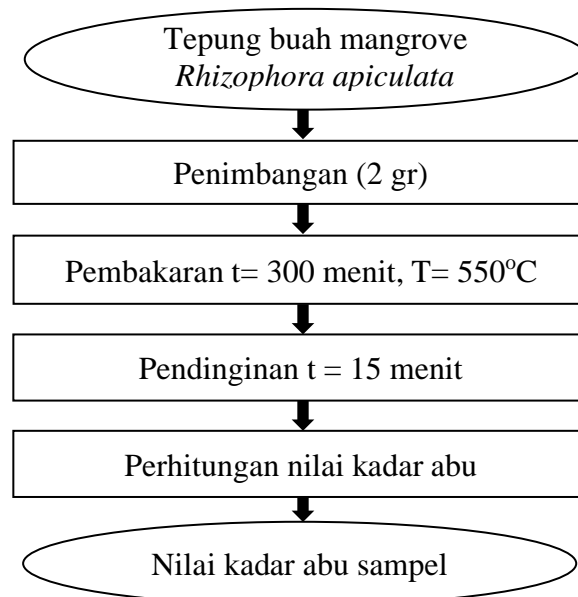 Tepung buah mangrove
Rhizophora apiculata
Penimbangan (2 gr)
Pembakaran t= 300 menit, T= 550°C
Pendinginan t = 15 menit
Perhitungan nilai kadar abu
Nilai kadar abu sampel